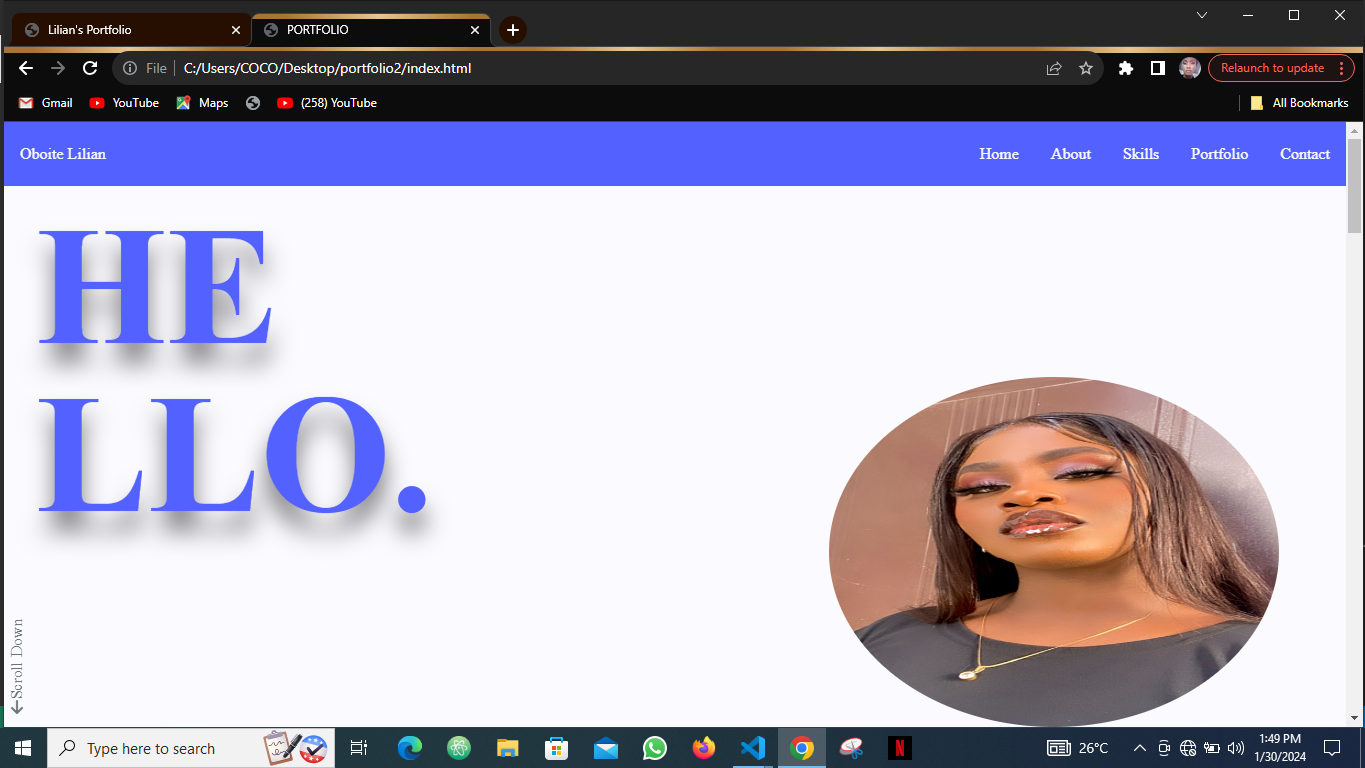 Lilian's Portfolio
PORTFOLIO
File
C:/Users/COCO/Desktop/portfolio2/index.html
Relaunch to update
Gmail
YouTube
Maps
(258) YouTube
All Bookmarks
Oboite Lilian
Home
About
Skills
Portfolio
Contact
HE
LLO.
Scroll Down
Type here to search
N
26°C
1:49 PM
1/30/2024